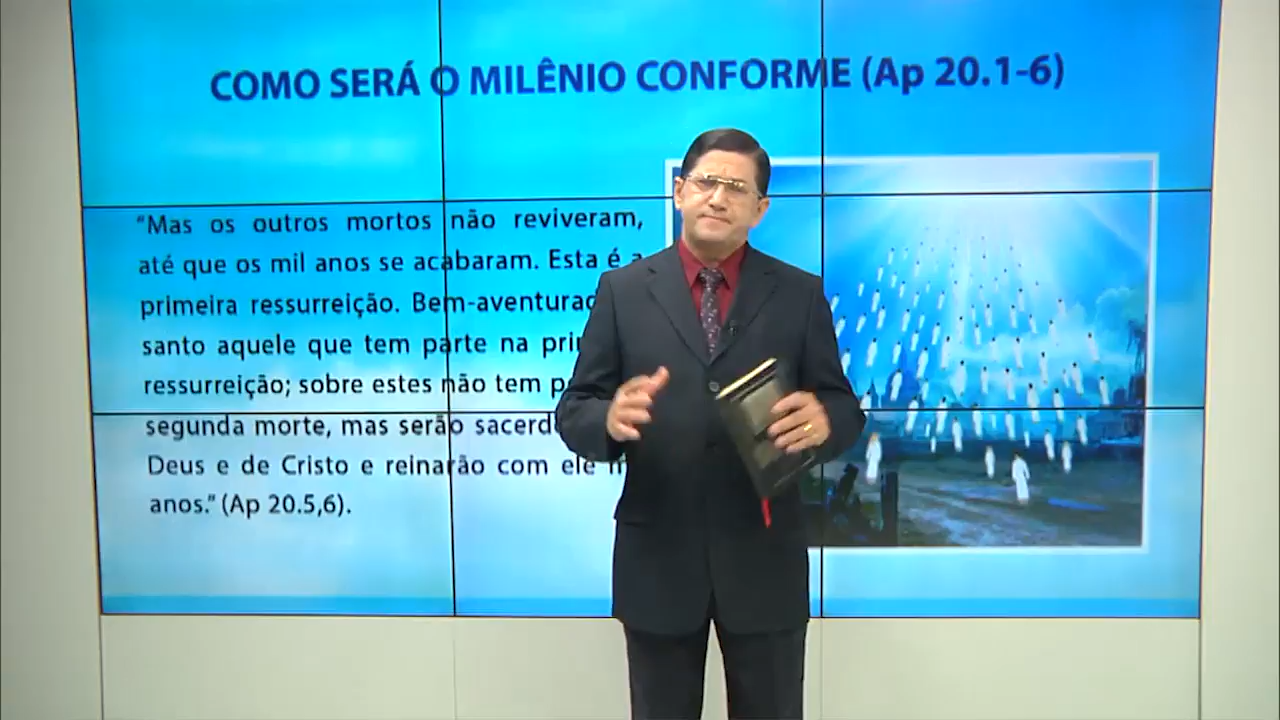 COMO SERÁ O MILÊNIO CONFORME (Ap 20.1-6)
“Mas os outros mortos não reviveram,
até que os mil anos se acabaram. Esta é a
primeira ressurreição. Bem-aventurad
santo aquele que tem parte na pri
ressurreição; sobre estes não tem p
segunda morte, mas serão sacerd
Deus e de Cristo e reinarão com ele m
anos.” (Ap 20.5,6).